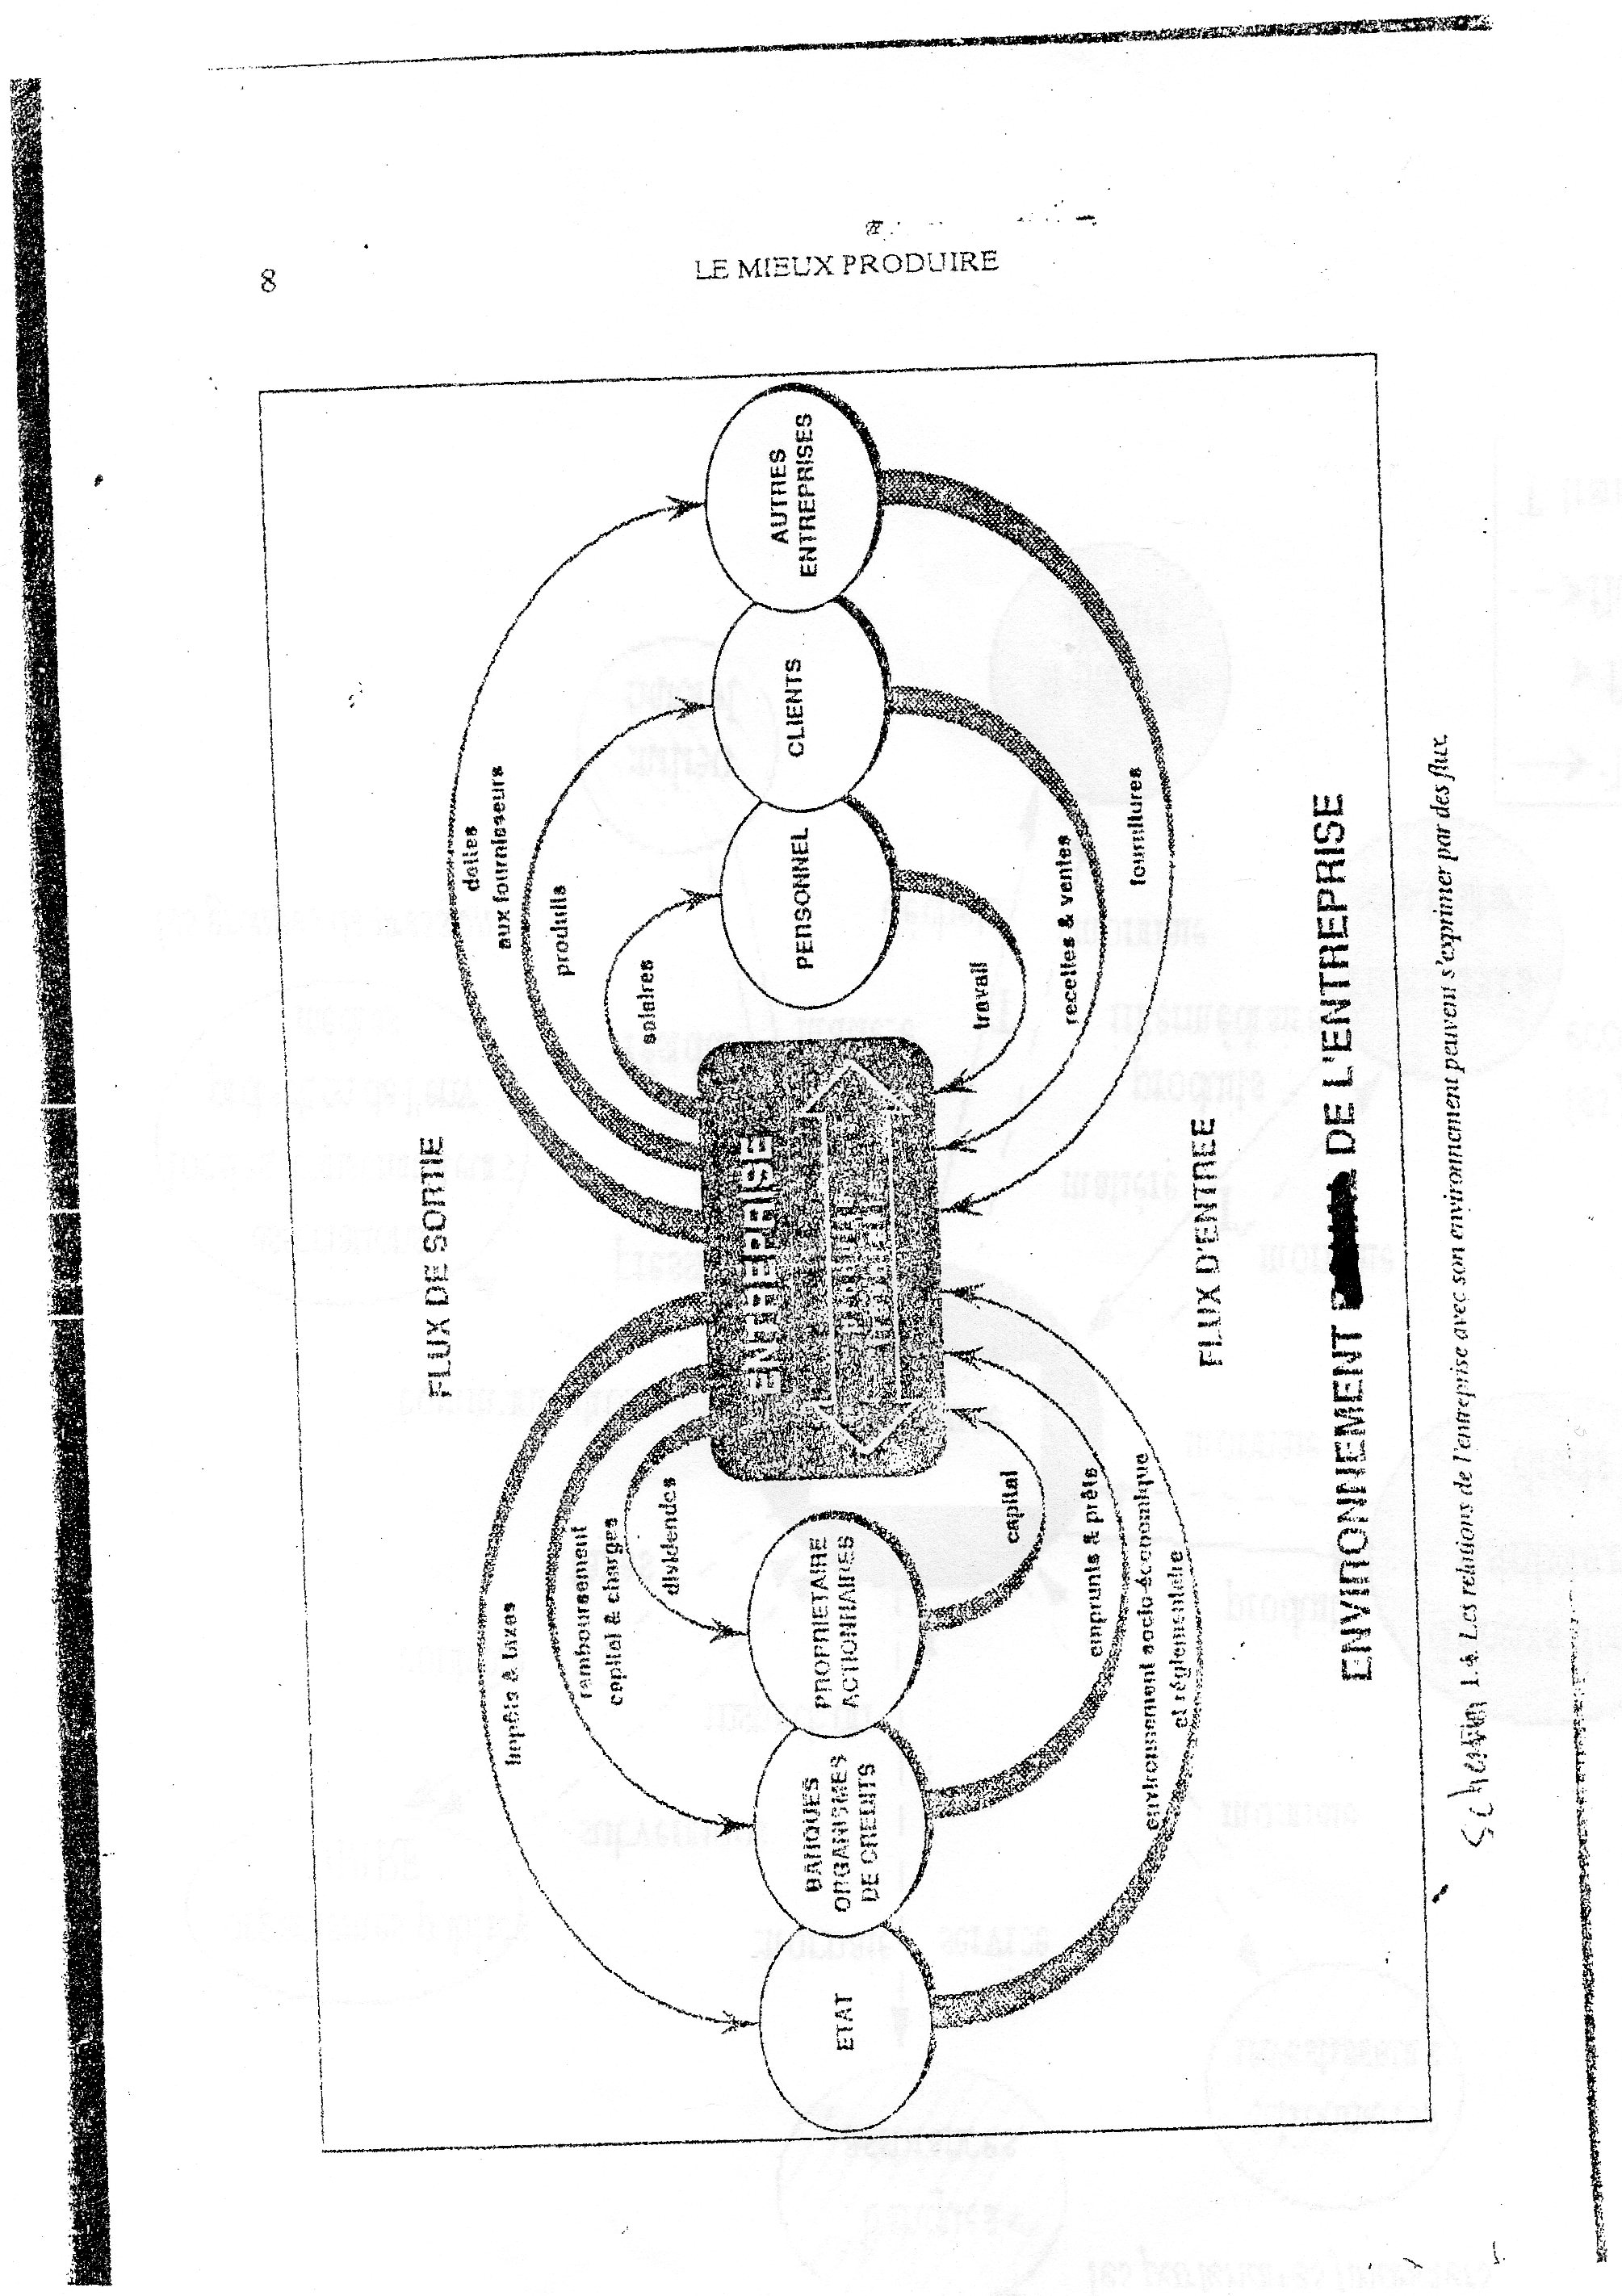 8
LE MIEUX PRODUIRE
FLUX DE SORTIE
impôts & taxes
remboursement
capital & charges
dividendes
dettes
aux fournisseurs
produits
salaires
ENTREPRISE
produire
ETAT
BANQUES
ORGANISMES
DE CREDITS
PROPRIETAIRE
ACTIONNAIRES
PERSONNEL
CLIENTS
AUTRES
ENTREPRISES
capital
emprunts & prêts
environnement socio-économique
et réglementaire
travail
recettes & ventes
fournitures
FLUX D'ENTREE
ENVIRONNEMENT DE L'ENTREPRISE
1.4. Les relations de l'entreprise avec son environnement peuvent s'exprimer par des flux.